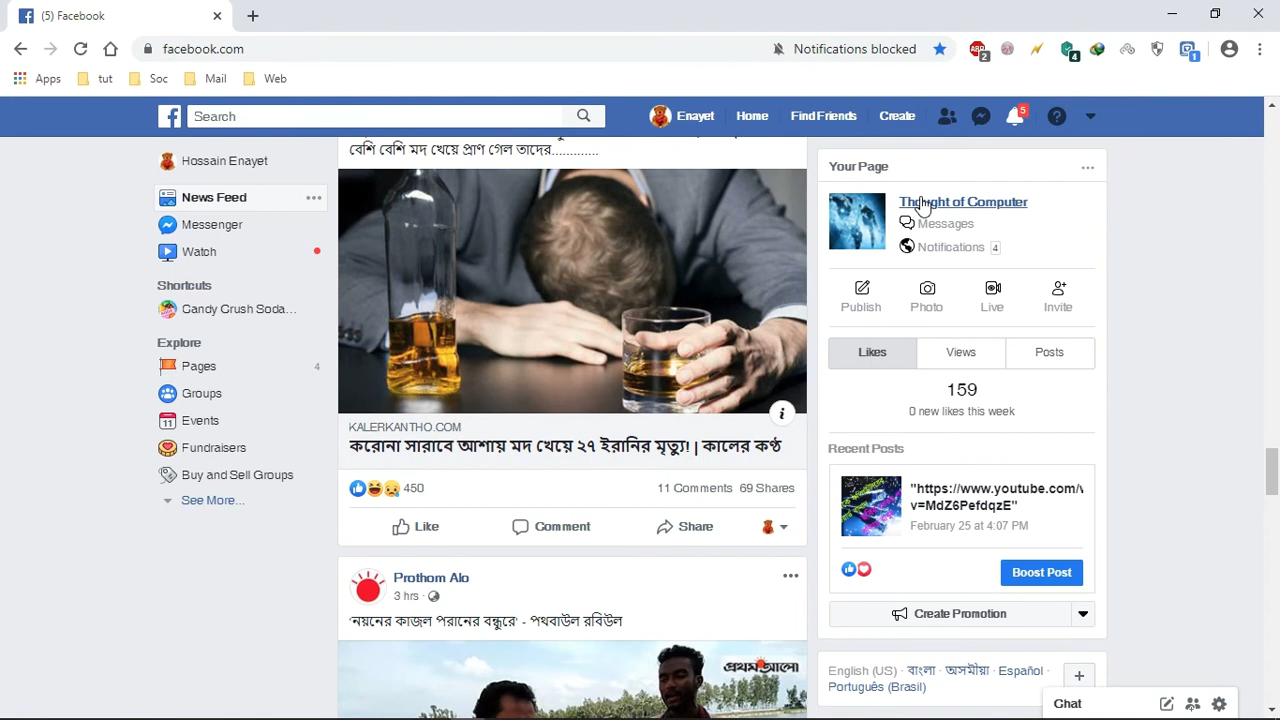 (5) Facebook
facebook.com
Notifications blocked
2
4
1
Apps
tut
Soc
Mail
Web
Search
Enayet
Home
Find Friends
Create
5
Hossain Enayet
News Feed
Messenger
Watch
Shortcuts
Candy Crush Soda...
Explore
Pages 4
Groups
11 Events
Fundraisers
Buy and Sell Groups
See More...
বেশি বেশি মদ খেয়ে প্রাণ গেল তাদের.............
KALERKANTHO.COM
করোনা সারাবে আশায় মদ খেয়ে ২৭ ইরানির মৃত্যু! | কালের কণ্ঠ
450
11 Comments 69 Shares
Like
Comment
Share
Prothom Alo
3 hrs
'নয়নের কাজল পরানের বন্ধুরে' - পথবাউল রবিউল
প্রথম আলো
Your Page
Thought of Computer
Messages
Notifications 4
Publish
Photo
Live
Invite
Likes
Views
Posts
159
0 new likes this week
Recent Posts
"https://www.youtube.com/
v=MdZ6PefdqzE"
February 25 at 4:07 PM
Boost Post
Create Promotion
English (US) · বাংলা · অসমীয়া · Español ·
Português (Brasil)
Chat